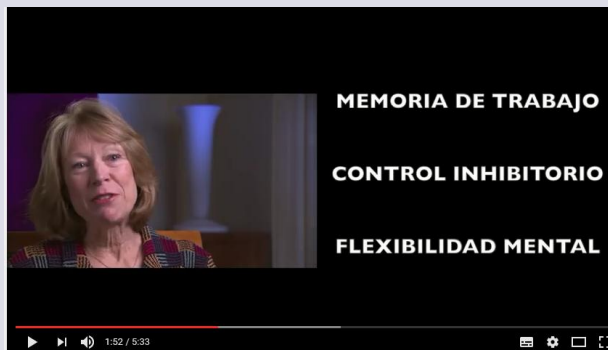 MEMORIA DE TRABAJO
CONTROL INHIBITORIO
FLEXIBILIDAD MENTAL
1:52 / 5:33